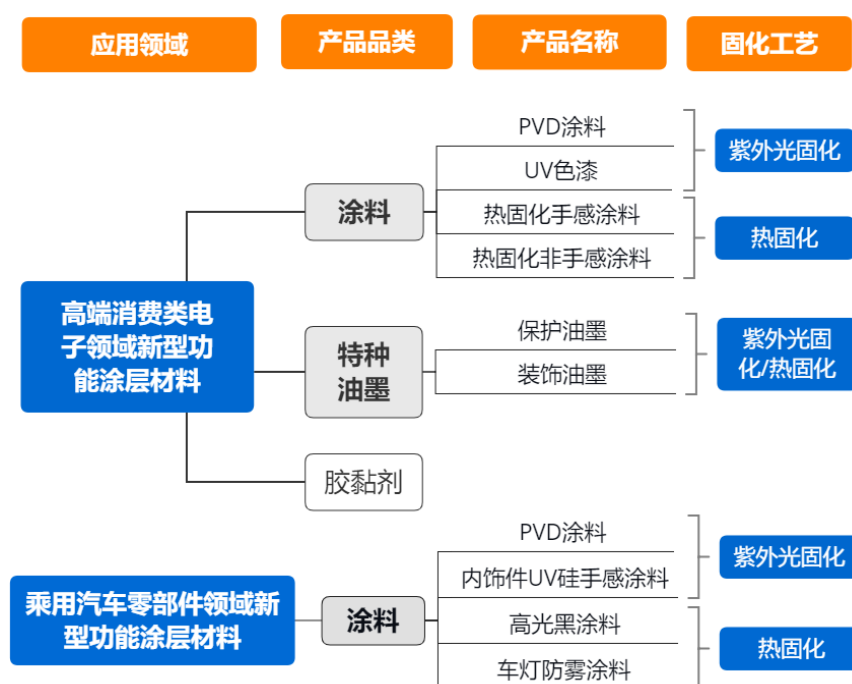 应用领域
产品品类
产品名称
固化工艺
高端消费类电
子领域新型功
能涂层材料
涂料
PVD涂料
UV色漆
紫外光固化
热固化手感涂料
热固化非手感涂料
热固化
特种
油墨
保护油墨
装饰油墨
紫外光固
化/热固化
胶黏剂
乘用汽车零部件领域新
型功能涂层材料
涂料
PVD涂料
内饰件UV硅手感涂料
紫外光固化
高光黑涂料
车灯防雾涂料
热固化